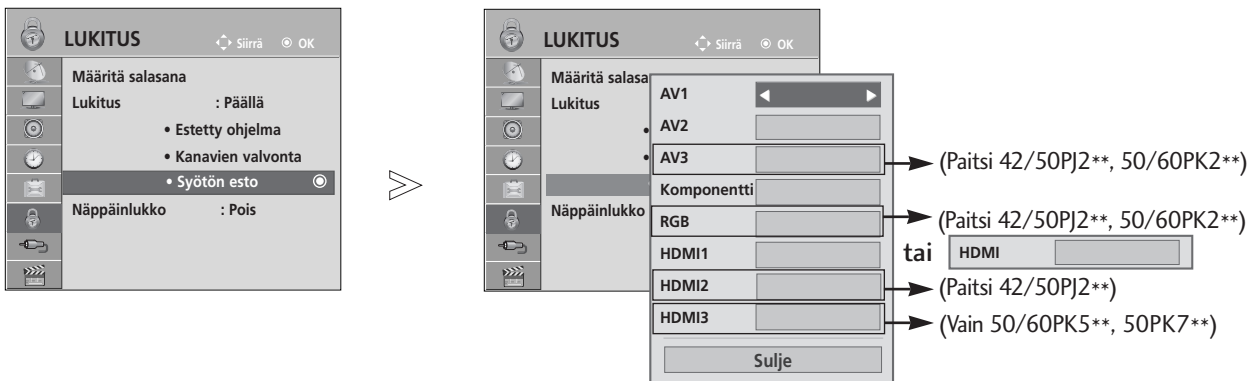 LUKITUS
Siirrä OK
Määritä salasana
Lukitus : Päällä
• Estetty ohjelma
• Kanavien valvonta
• Syötön esto
Näppäinlukko : Pois
LUKITUS
Siirrä OK
Määritä salasa
Lukitus
•
•
Näppäinlukko
AV1
AV2
AV3
(Paitsi 42/50PJ2**, 50/60PK2**)
Komponentti
RGB
(Paitsi 42/50PJ2**, 50/60PK2**)
HDMI1
tai HDMI
HDMI2
(Paitsi 42/50PJ2**)
HDMI3
(Vain 50/60PK5**, 50PK7**)
Sulje